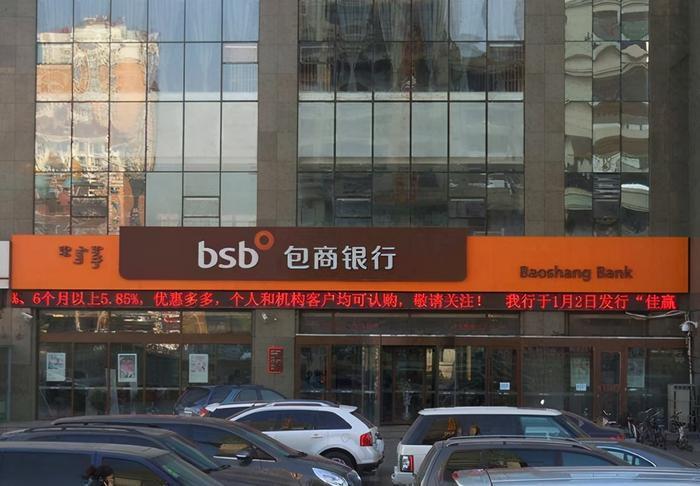 bsb 包商银行
Baoshang Bank
%、6个月以上5.85%，优惠多多，个人和机构客户均可认购，敬请关注！ 我行于1月2日发行“佳赢